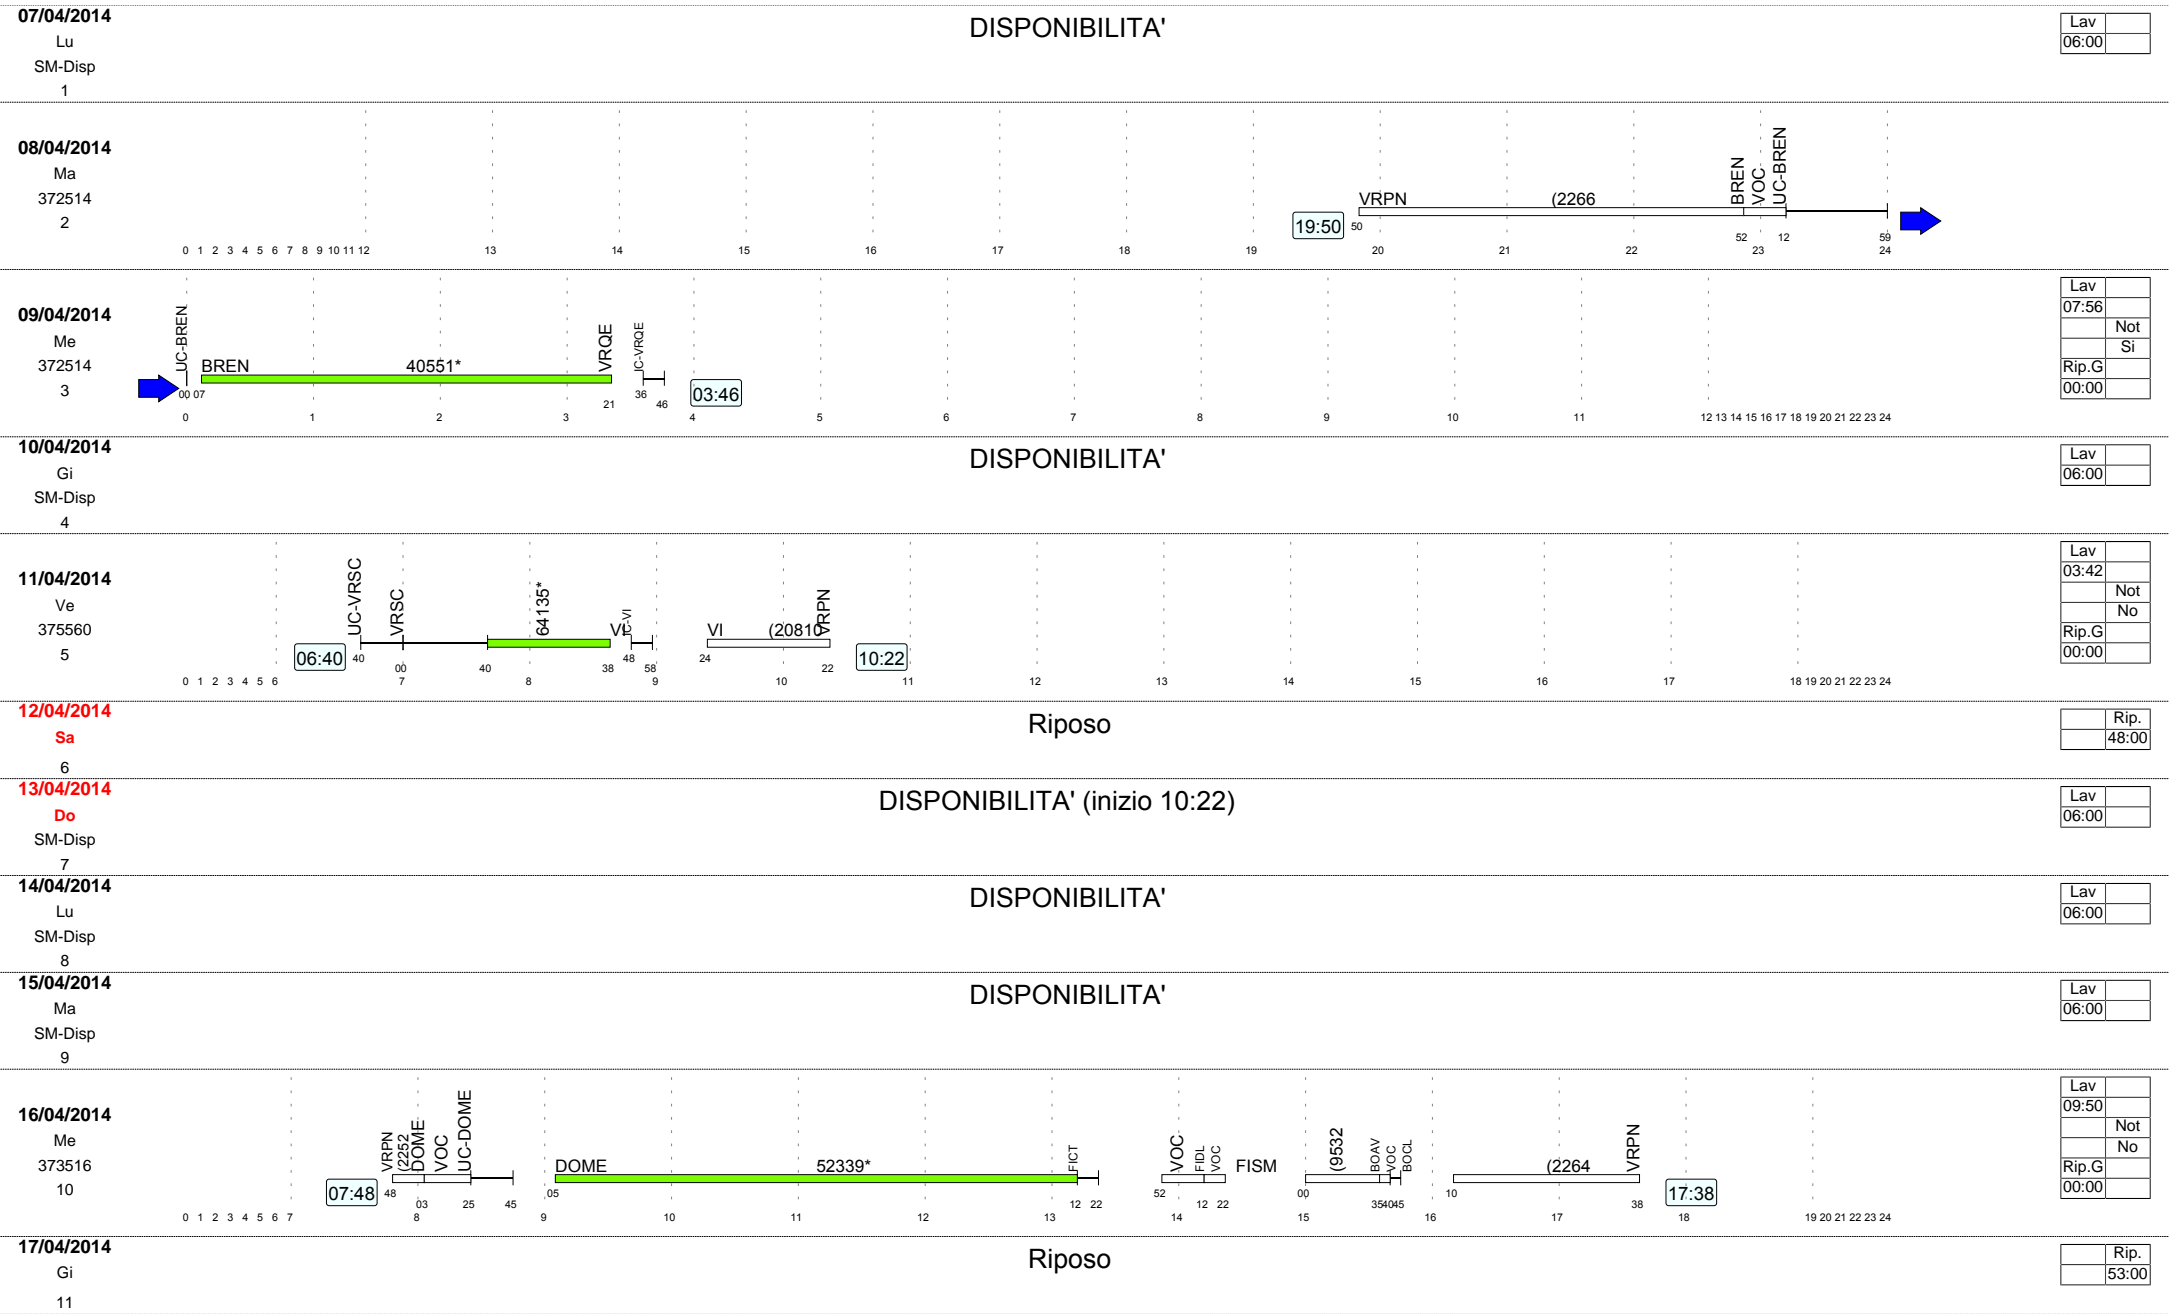 07/04/2014
Lu
SM-Disp
1
DISPONIBILITA'
Lav
06:00
08/04/2014
Ma
372514
2
19:50
VRPN (2266 BREN VOC UC-BREN
50 52 12 59
0 1 2 3 4 5 6 7 8 9 10 11 12 13 14 15 16 17 18 19 20 21 22 23 24
09/04/2014
Me
372514
3
UC-BREN BREN 40551* VRQE IC-VRQE
00 07 21 36 46
03:46
0 1 2 3 4 5 6 7 8 9 10 11 12 13 14 15 16 17 18 19 20 21 22 23 24
Lav
07:56
Not
Si
Rip.G
00:00
10/04/2014
Gi
SM-Disp
4
DISPONIBILITA'
Lav
06:00
11/04/2014
Ve
375560
5
06:40
UC-VRSC VRSC 64135* VI IC-VI VI (20810 VRPN
40 00 40 38 48 58 24 22
10:22
0 1 2 3 4 5 6 7 8 9 10 11 12 13 14 15 16 17 18 19 20 21 22 23 24
Lav
03:42
Not
No
Rip.G
00:00
12/04/2014
Sa
6
Riposo
Rip.
48:00
13/04/2014
Do
SM-Disp
7
DISPONIBILITA' (inizio 10:22)
Lav
06:00
14/04/2014
Lu
SM-Disp
8
DISPONIBILITA'
Lav
06:00
15/04/2014
Ma
SM-Disp
9
DISPONIBILITA'
Lav
06:00
16/04/2014
Me
373516
10
07:48
VRPN (2252 DOME VOC UC-DOME DOME 52339* FICT VOC FIDL VOC FISM (9532 BOAV VOC BOCL (2264 VRPN
48 03 25 45 05 12 22 52 12 22 00 35 40 45 10 38
17:38
0 1 2 3 4 5 6 7 8 9 10 11 12 13 14 15 16 17 18 19 20 21 22 23 24
Lav
09:50
Not
No
Rip.G
00:00
17/04/2014
Gi
11
Riposo
Rip.
53:00